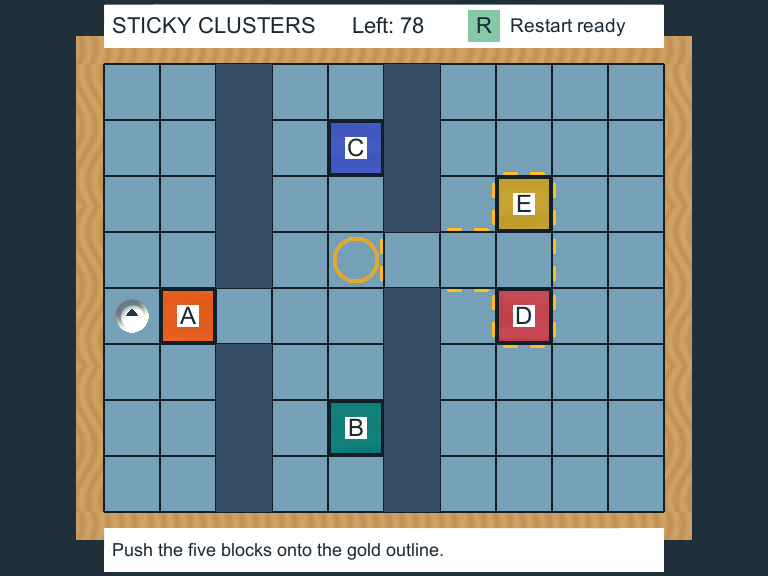 STICKY CLUSTERS Left: 78 R Restart ready
C
E
A D
B
Push the five blocks onto the gold outline.